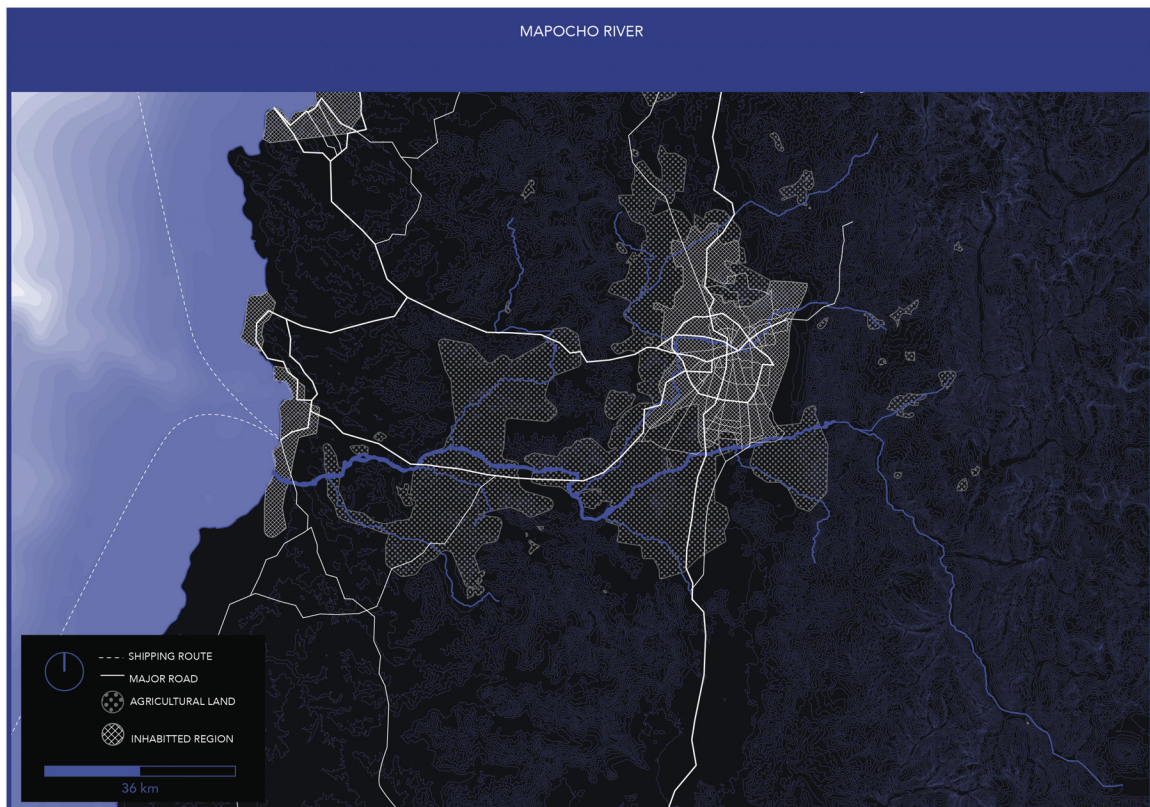 MAPOCHO RIVER
SHIPPING ROUTE
MAJOR ROAD
AGRICULTURAL LAND
INHABITTED REGION
36 km